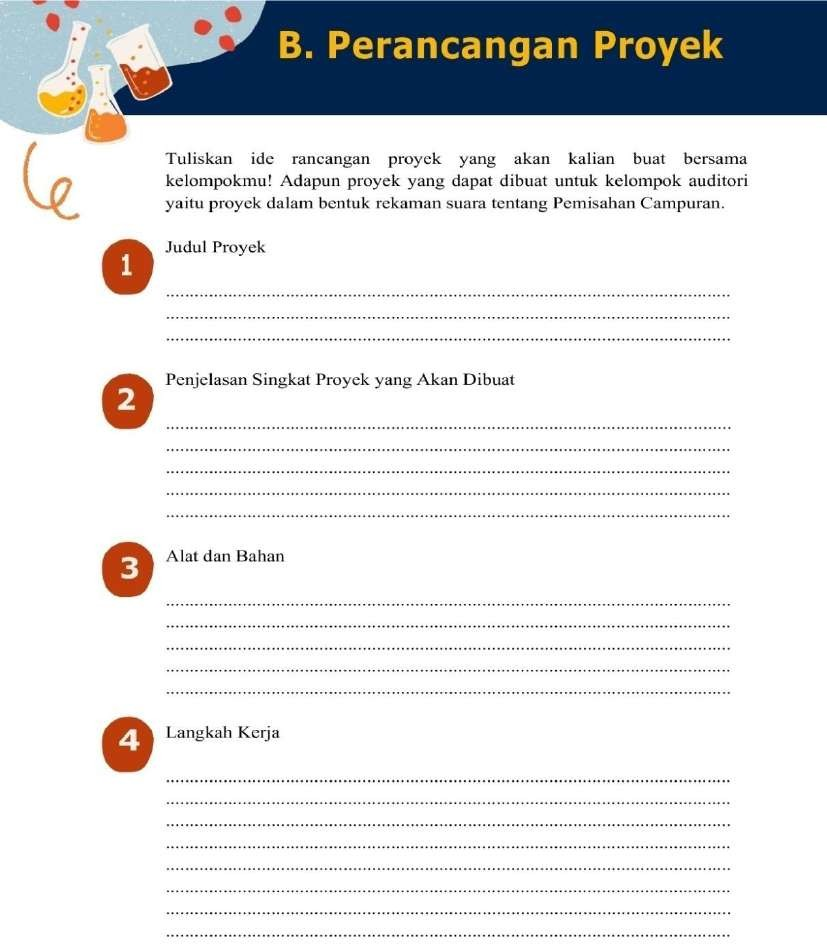 B. Perancangan Proyek
Tuliskan ide rancangan proyek yang akan kalian buat bersama
kelompokmu! Adapun proyek yang dapat dibuat untuk kelompok auditori
yaitu proyek dalam bentuk rekaman suara tentang Pemisahan Campuran.
1 Judul Proyek
2 Penjelasan Singkat Proyek yang Akan Dibuat
3 Alat dan Bahan
4 Langkah Kerja